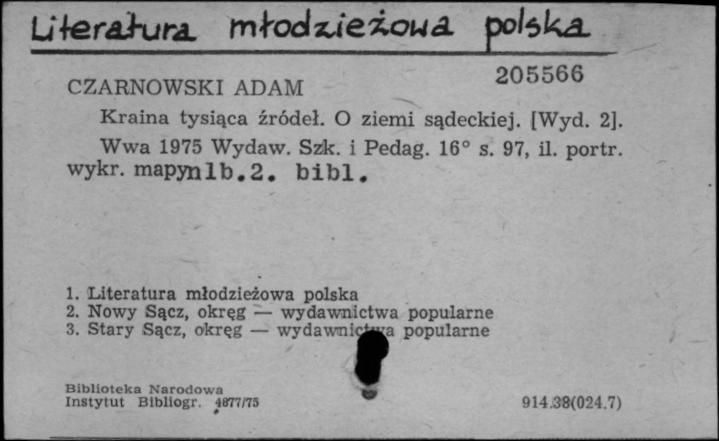 Literatura młodzieżowa polska
205566
CZARNOWSKI ADAM
Kraina tysiąca źródeł. O ziemi sądeckiej. [Wyd. 2].
Wwa 1975 Wydaw. Szk. i Pedag. 16° s. 97, il. portr.
wykr. mapy nlb.2. bibl.
1. Literatura młodzieżowa polska
2. Nowy Sącz, okręg — wydawnictwa popularne
3. Stary Sącz, okręg — wydawnictwa popularne
Biblioteka Narodowa
Instytut Bibliogr. 4877/75
914.38(024.7)